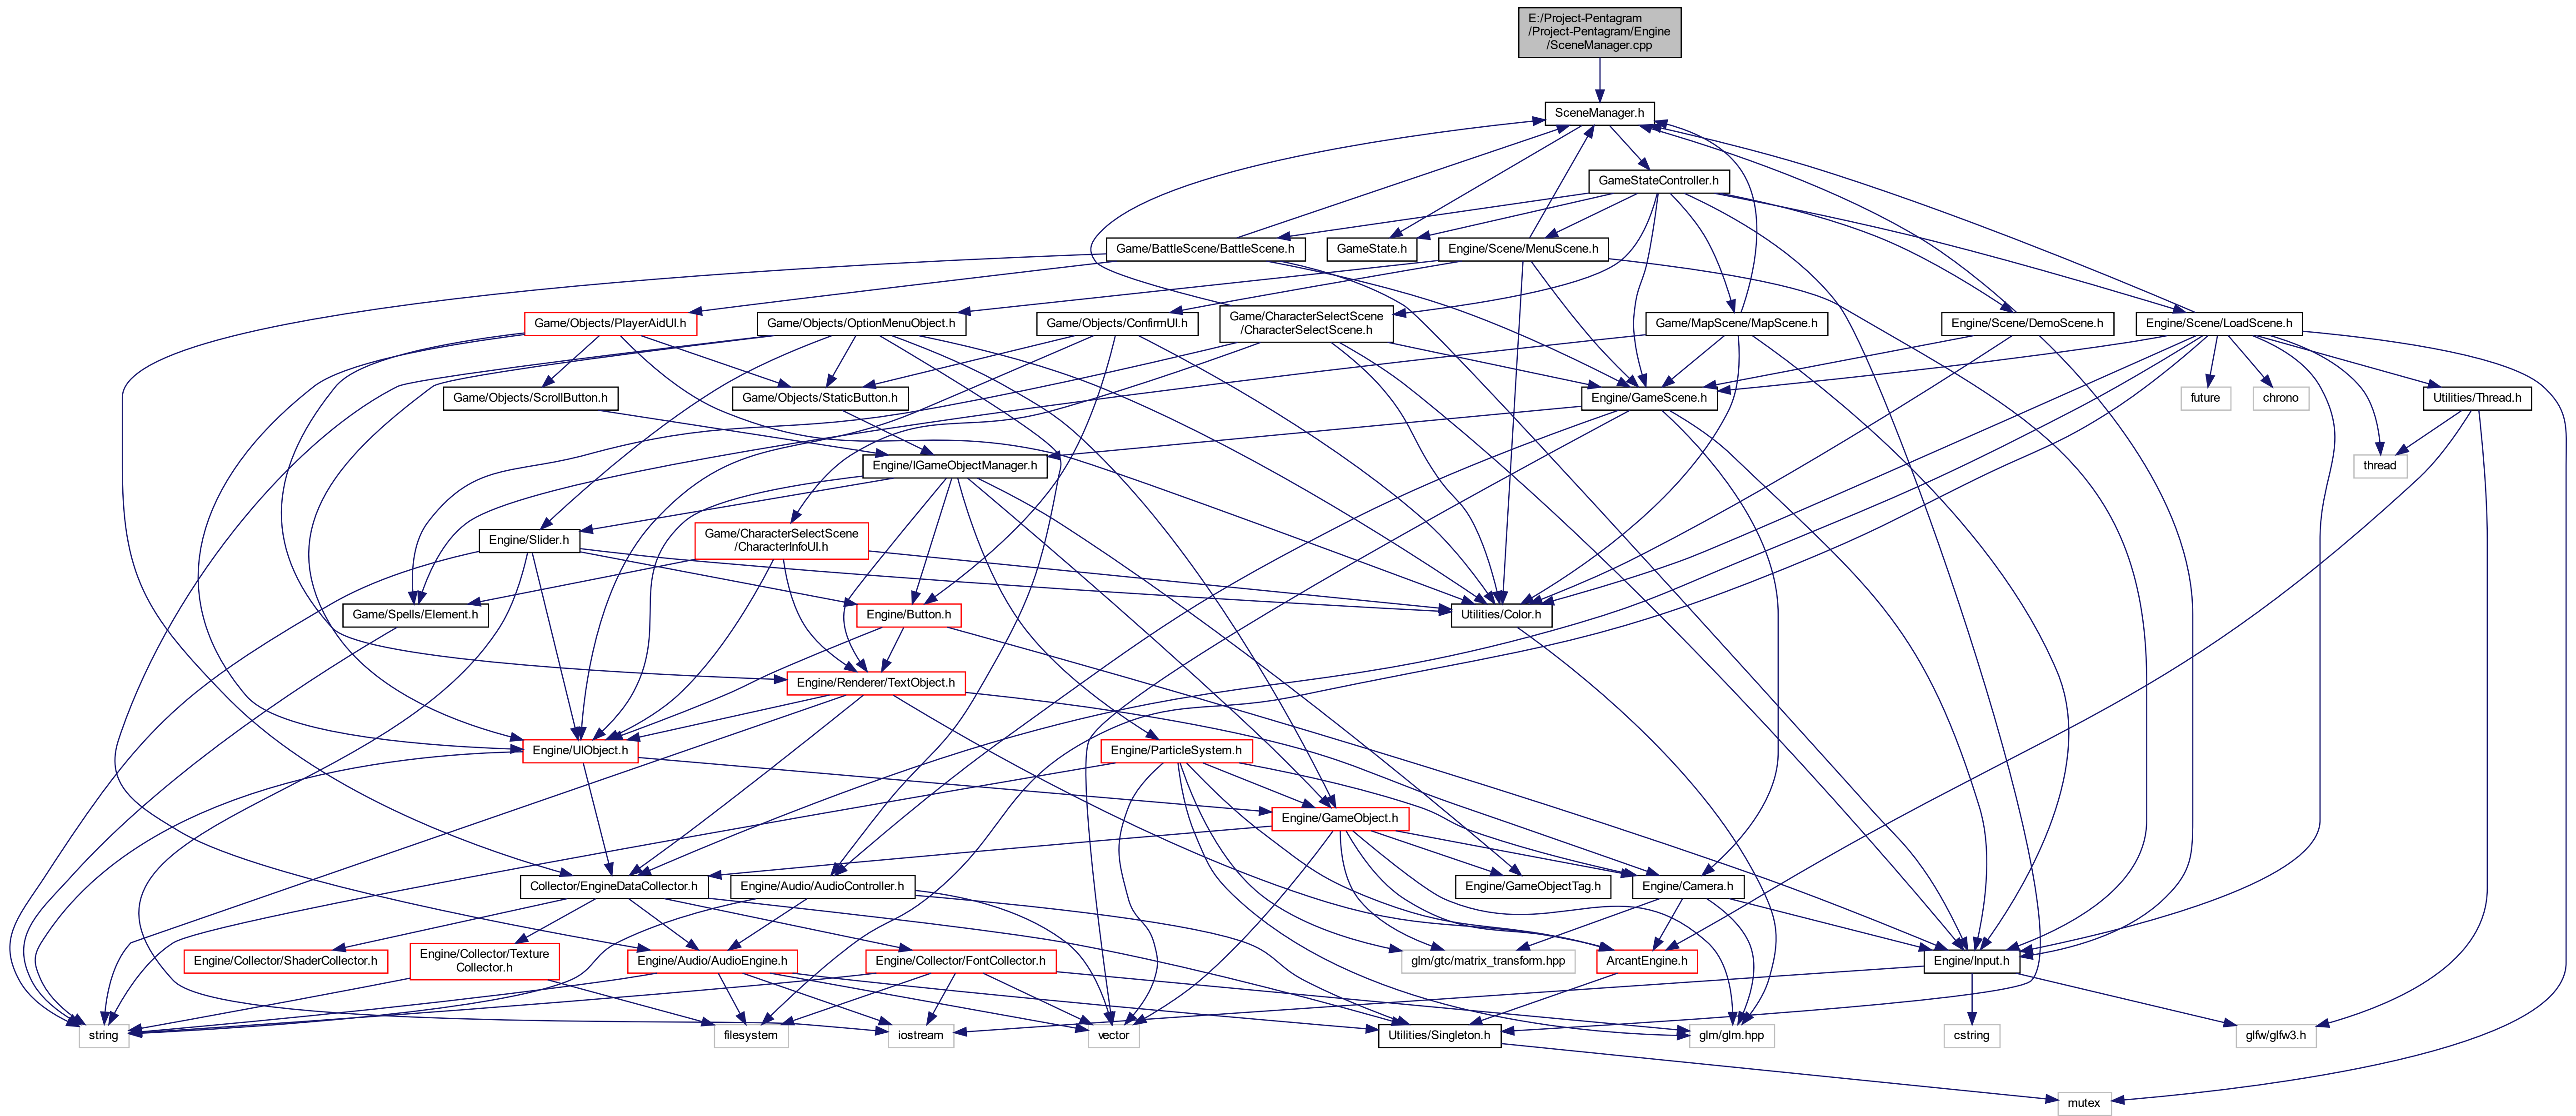 E:/Project-Pentagram
/Project-Pentagram/Engine
/SceneManager.cpp
SceneManager.h
GameStateController.h
Game/BattleScene/BattleScene.h
GameState.h
Engine/Scene/MenuScene.h
Game/Objects/PlayerAidUI.h
Game/Objects/OptionMenuObject.h
Game/Objects/ConfirmUI.h
Game/CharacterSelectScene
/CharacterSelectScene.h
Game/MapScene/MapScene.h
Engine/Scene/DemoScene.h
Engine/Scene/LoadScene.h
Game/Objects/ScrollButton.h
Game/Objects/StaticButton.h
Engine/GameScene.h
future
chrono
Utilities/Thread.h
Engine/IGameObjectManager.h
thread
Engine/Slider.h
Game/CharacterSelectScene
/CharacterInfoUI.h
Game/Spells/Element.h
Engine/Button.h
Utilities/Color.h
Engine/Renderer/TextObject.h
Engine/UIObject.h
Engine/ParticleSystem.h
Engine/GameObject.h
Collector/EngineDataCollector.h
Engine/Audio/AudioController.h
Engine/GameObjectTag.h
Engine/Camera.h
Engine/Collector/ShaderCollector.h
Engine/Collector/Texture
Collector.h
Engine/Audio/AudioEngine.h
Engine/Collector/FontCollector.h
glm/gtc/matrix_transform.hpp
ArcantEngine.h
Engine/Input.h
string
filesystem
iostream
vector
Utilities/Singleton.h
glm/glm.hpp
cstring
glfw/glfw3.h
mutex